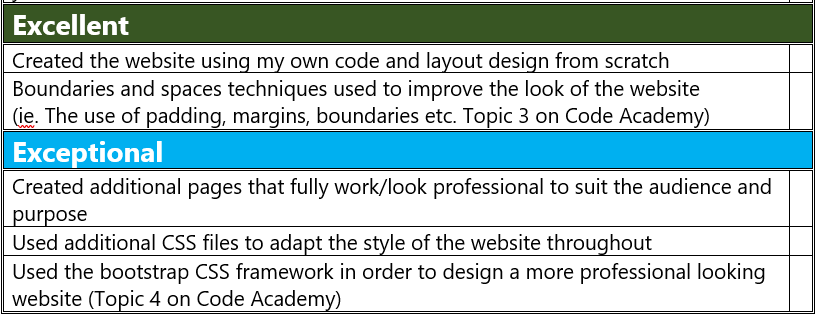 Excellent
Created the website using my own code and layout design from scratch
Boundaries and spaces techniques used to improve the look of the website
(ie. The use of padding, margins, boundaries etc. Topic 3 on Code Academy)
Exceptional
Created additional pages that fully work/look professional to suit the audience and
purpose
Used additional CSS files to adapt the style of the website throughout
Used the bootstrap CSS framework in order to design a more professional looking
website (Topic 4 on Code Academy)